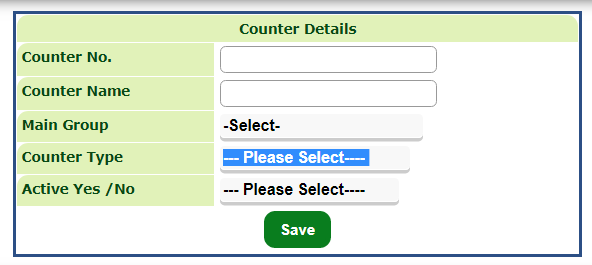 Counter Details
Counter No.
Counter Name
Main Group -Select-
Counter Type --- Please Select----
Active Yes /No --- Please Select----
Save